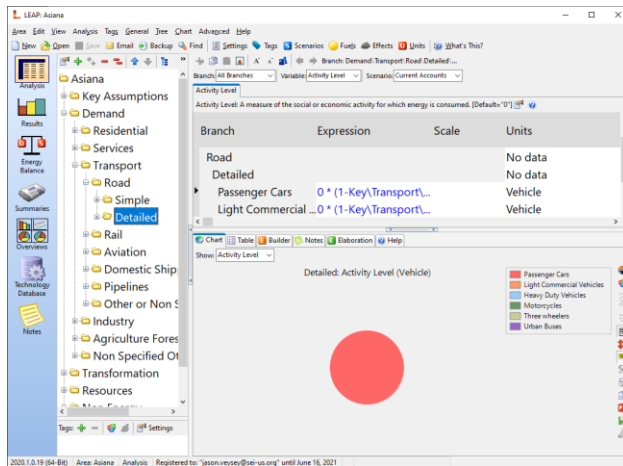 LEAP: Asiana
Area Edit View Analysis Tags General Tree Chart Advanced Help
New Open Save Email Backup Find Settings Tags Scenarios Fuels Effects Units What's This?
Analysis
Results
Energy
Balance
Summaries
Overviews
Technology
Database
Notes
Asiana
Key Assumptions
Demand
Residential
Services
Transport
Road
Simple
Detailed
Rail
Aviation
Domestic Ship
Pipelines
Other or Non S
Industry
Agriculture Fores
Non Specified Ot
Transformation
Resources
Tags: Settings
Branch: Demand\Transport\Road\Detailed\...
Branch: All Branches Variable: Activity Level Scenario: Current Accounts
Activity Level
Activity Level: A measure of the social or economic activity for which energy is consumed. [Default="0"]
Branch Expression Scale Units
Road No data
Detailed No data
Passenger Cars 0 * (1-Key\Transport\... Vehicle
Light Commercial ... 0 * (1-Key\Transport\... Vehicle
Chart Table Builder Notes Elaboration Help
Show: Activity Level
Detailed: Activity Level (Vehicle)
Passenger Cars
Light Commercial Vehicles
Heavy Duty Vehicles
Motorcycles
Three wheelers
Urban Buses
2020.1.0.19 (64-Bit) Area: Asiana Analysis Registered to: "jason.veysey@sei-us.org" until June 16, 2021